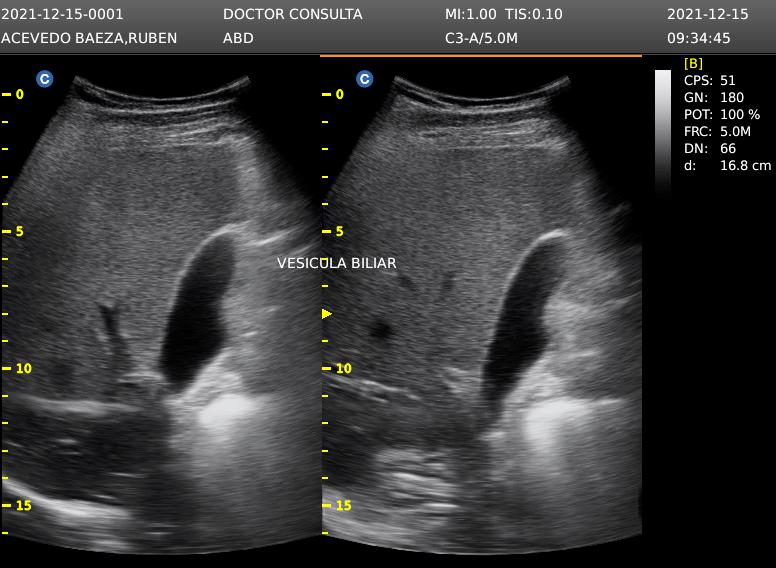 2021-12-15-0001 DOCTOR CONSULTA MI:1.00 TIS:0.10 2021-12-15
ACEVEDO BAEZA,RUBEN ABD C3-A/5.0M 09:34:45
[B]
C C
CPS: 51
0 0
GN: 180
POT: 100 %
FRC: 5.0M
DN: 66
d: 16.8 cm
5 5
VESICULA BILIAR
10 10
15 15